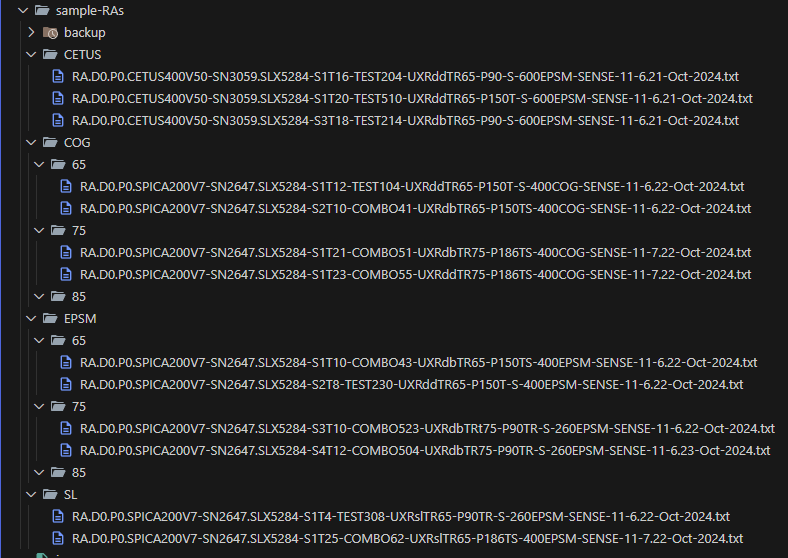 sample-RAs
backup
CETUS
RA.D0.P0.CETUS400V50-SN3059.SLX5284-S1T16-TEST204-UXRddTR65-P90-S-600EPSM-SENSE-11-6.21-Oct-2024.txt
RA.D0.P0.CETUS400V50-SN3059.SLX5284-S1T20-TEST510-UXRddTR65-P150T-S-600EPSM-SENSE-11-6.21-Oct-2024.txt
RA.D0.P0.CETUS400V50-SN3059.SLX5284-S3T18-TEST214-UXRdbTR65-P90-S-600EPSM-SENSE-11-6.21-Oct-2024.txt
COG
65
RA.D0.P0.SPICA200V7-SN2647.SLX5284-S1T12-TEST104-UXRddTR65-P150T-S-400COG-SENSE-11-6.22-Oct-2024.txt
RA.D0.P0.SPICA200V7-SN2647.SLX5284-S2T10-COMBO41-UXRdbTR65-P150TS-400COG-SENSE-11-6.22-Oct-2024.txt
75
RA.D0.P0.SPICA200V7-SN2647.SLX5284-S1T21-COMBO51-UXRdbTR75-P186TS-400COG-SENSE-11-7.22-Oct-2024.txt
RA.D0.P0.SPICA200V7-SN2647.SLX5284-S1T23-COMBO55-UXRddTR75-P186TS-400COG-SENSE-11-7.22-Oct-2024.txt
85
EPSM
65
RA.D0.P0.SPICA200V7-SN2647.SLX5284-S1T10-COMBO43-UXRdbTR65-P150TS-400EPSM-SENSE-11-6.22-Oct-2024.txt
RA.D0.P0.SPICA200V7-SN2647.SLX5284-S2T8-TEST230-UXRddTR65-P150T-S-400EPSM-SENSE-11-6.22-Oct-2024.txt
75
RA.D0.P0.SPICA200V7-SN2647.SLX5284-S3T10-COMBO523-UXRdbTRt75-P90TR-S-260EPSM-SENSE-11-6.22-Oct-2024.txt
RA.D0.P0.SPICA200V7-SN2647.SLX5284-S4T12-COMBO504-UXRdbTR75-P90TR-S-260EPSM-SENSE-11-6.23-Oct-2024.txt
85
SL
RA.D0.P0.SPICA200V7-SN2647.SLX5284-S1T4-TEST308-UXRslTR65-P90TR-S-260EPSM-SENSE-11-6.22-Oct-2024.txt
RA.D0.P0.SPICA200V7-SN2647.SLX5284-S1T25-COMBO62-UXRslTR65-P186TS-400EPSM-SENSE-11-7.22-Oct-2024.txt